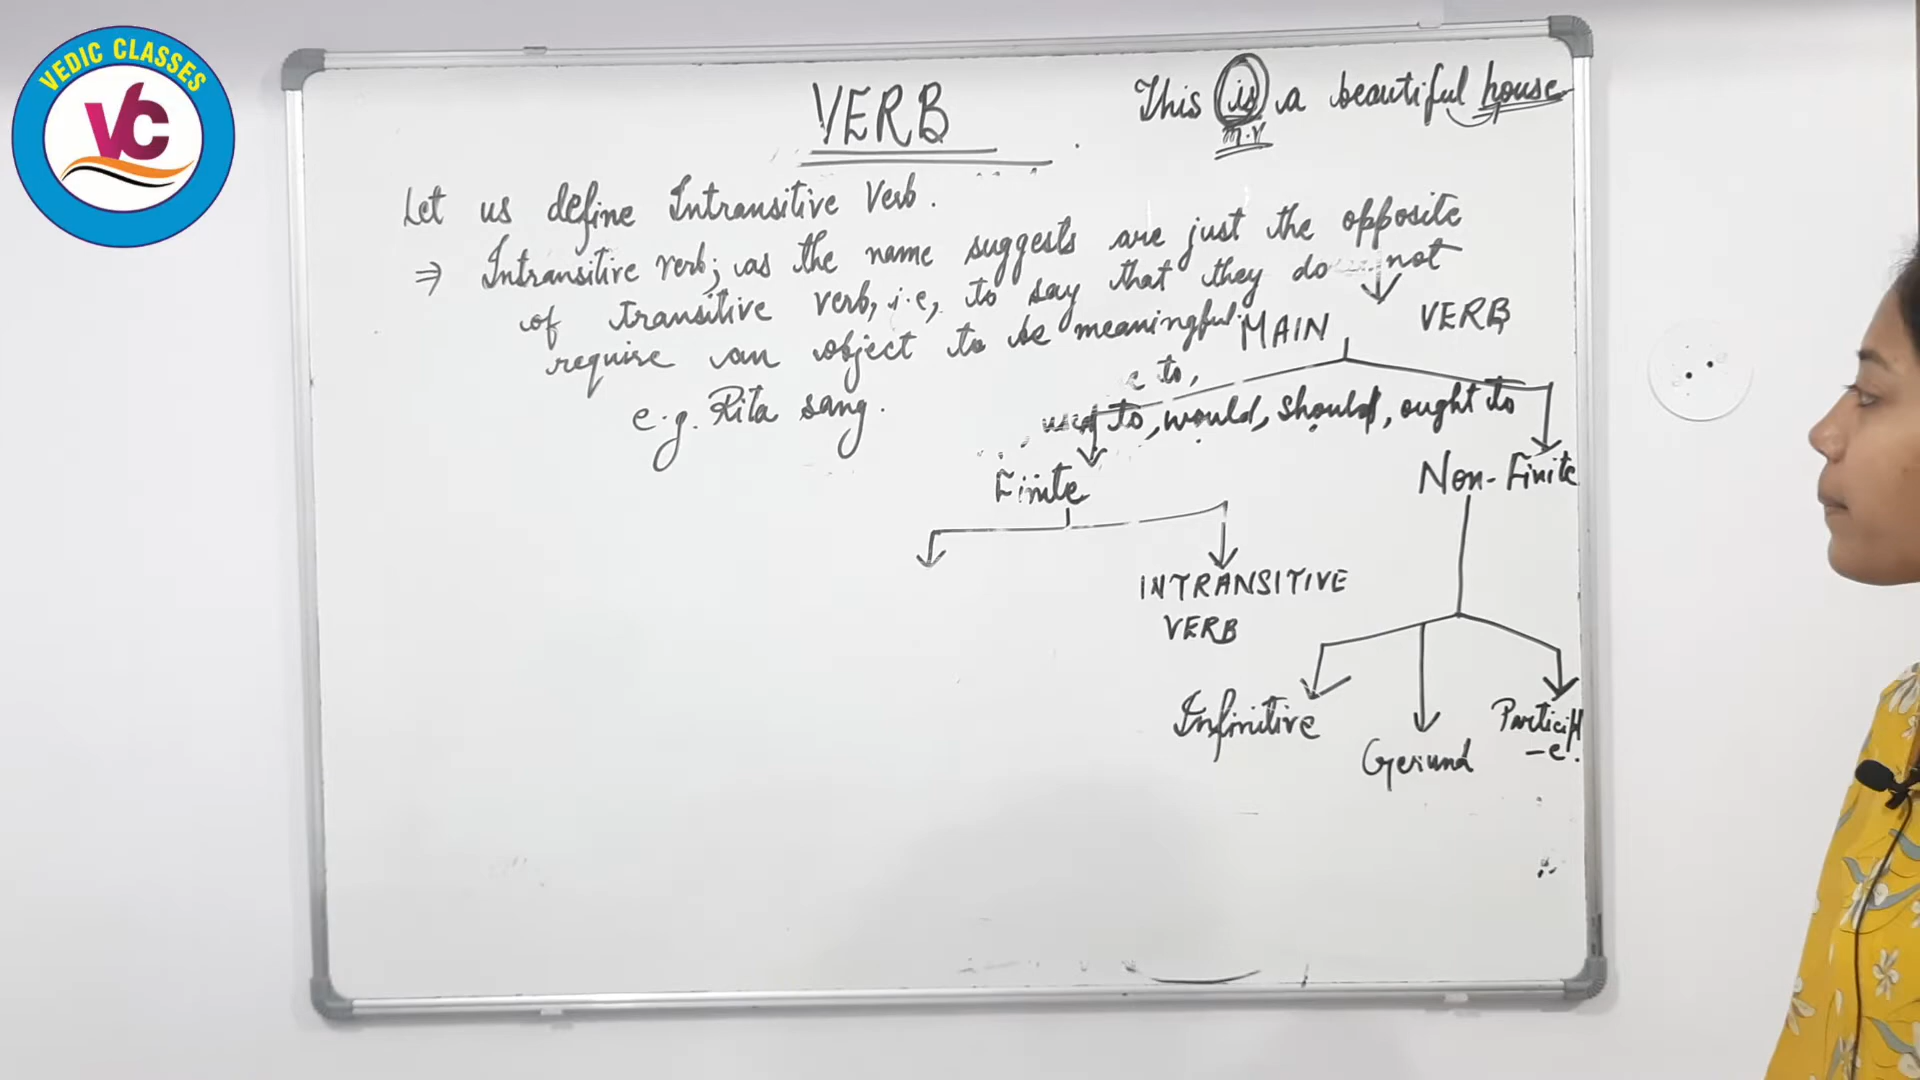 VEDIC CLASSES
VC
VERB
This is a beautiful house
m.v
Let us define Intransitive Verb.
⇒ Intransitive verb; as the name suggests are just the opposite
of transitive verb, i.e, to say that they do not
require an object to be meaningful.
e.g. Rita sang.
MAIN VERB
to,
used to, would, should, ought to
Finite
Non-Finite
INTRANSITIVE
VERB
Infinitive
Gerund
Particip
-e.